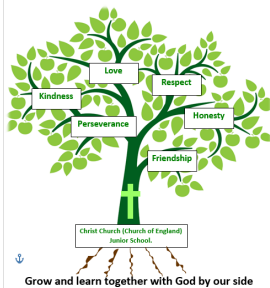 Love
Respect
Kindness
Honesty
Perseverance
Friendship
Christ Church (Church of England)
Junior School.
Grow and learn together with God by our side